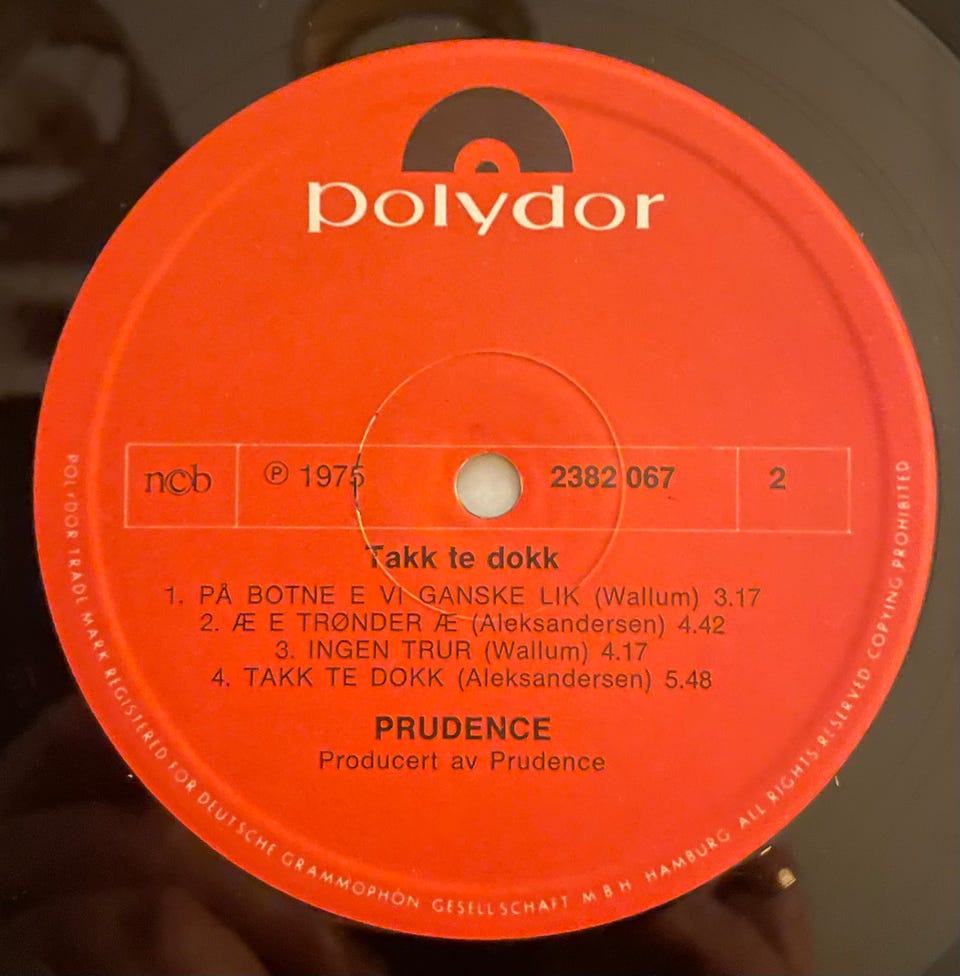 polydor
ncb ℗ 1975 2382 067 2
Takk te dokk
1. PÅ BOTNE E VI GANSKE LIK (Wallum) 3.17
2. Æ E TRØNDER Æ (Aleksandersen) 4.42
3. INGEN TRUR (Wallum) 4.17
4. TAKK TE DOKK (Aleksandersen) 5.48
PRUDENCE
Producert av Prudence
POLYDOR TRADE MARK REGISTERED FOR DEUTSCHE GRAMMOPHON GESELLSCHAFT MBH HAMBURG ALL RIGHTS RESERVED COPYING PROHIBITED